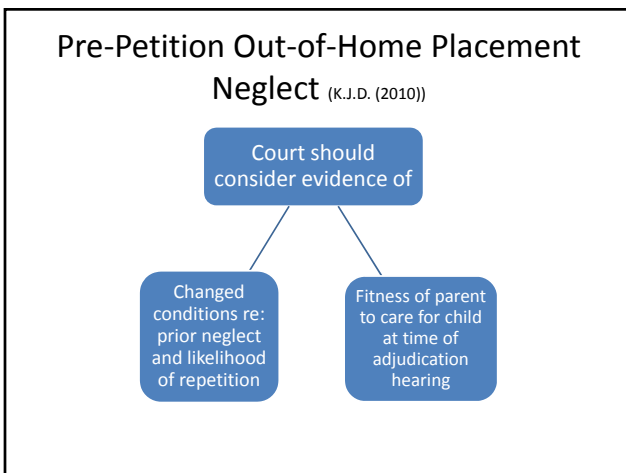 Pre-Petition Out-of-Home Placement
Neglect (K.J.D. (2010))
Court should
consider evidence of
Changed
conditions re:
prior neglect
and likelihood
of repetition
Fitness of parent
to care for child
at time of
adjudication
hearing